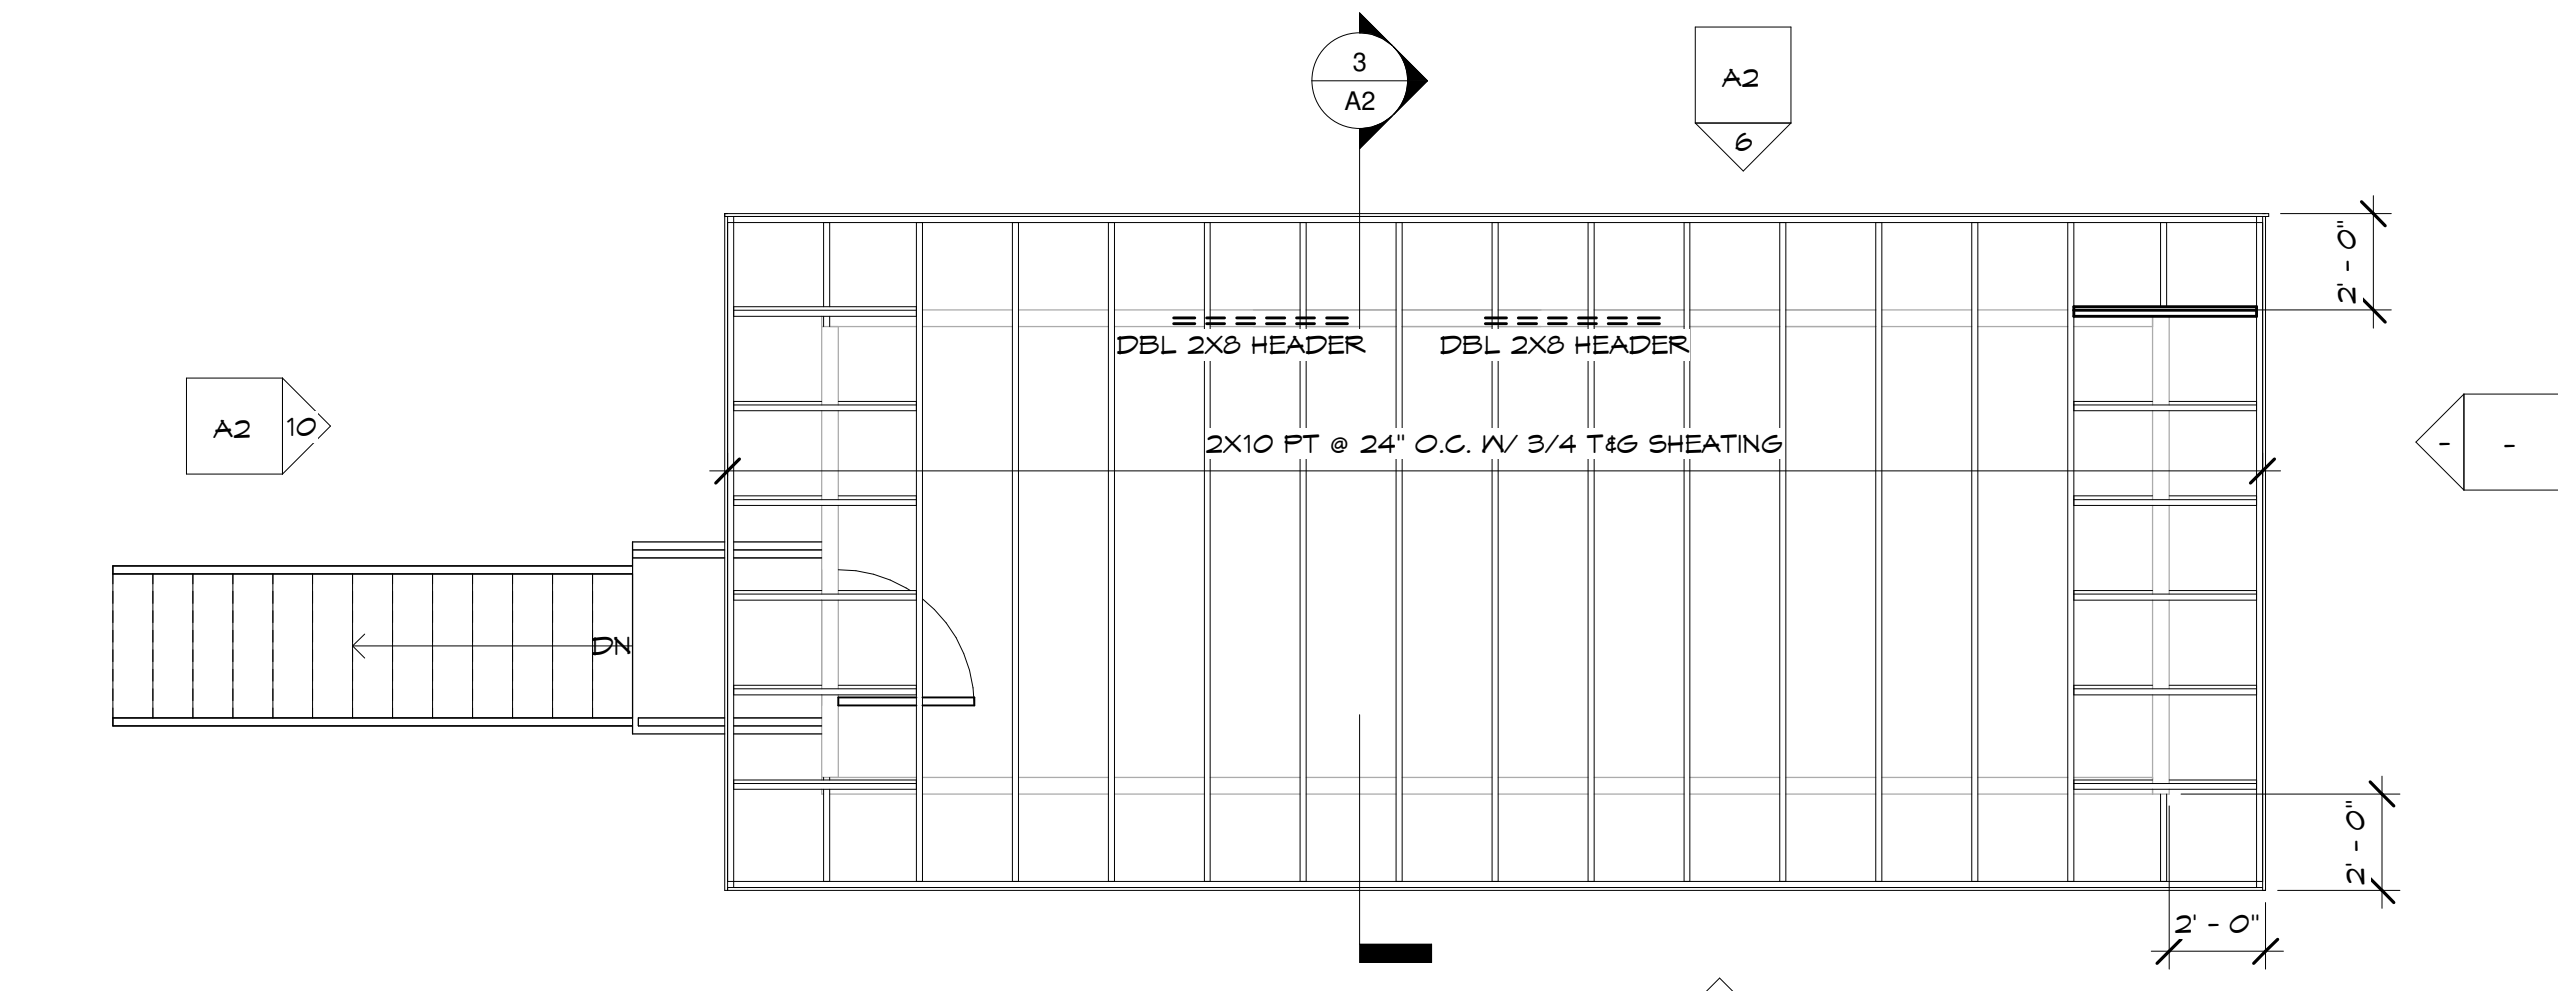 3
A2
A2
6
2' - 0"
DBL 2X8 HEADER
DBL 2X8 HEADER
A2
10
2X10 PT @ 24" O.C. W/ 3/4 T&G SHEATING
-
-
DN
2' - 0"
2' - 0"